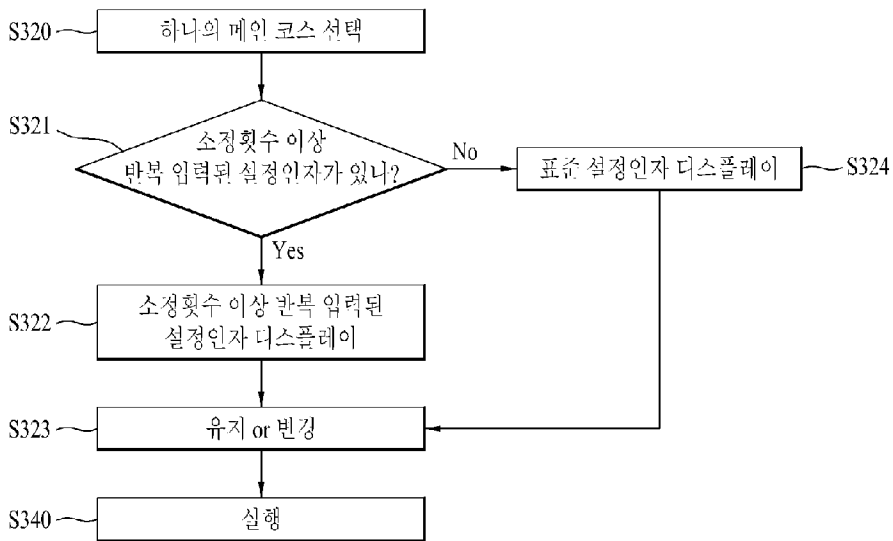 S320
하나의 메인 코스 선택
S321
소정횟수 이상
반복 입력된 설정인자가 있나?
No
표준 설정인자 디스플레이
S324
Yes
S322
소정횟수 이상 반복 입력된
설정인자 디스플레이
S323
유지 or 변경
S340
실행